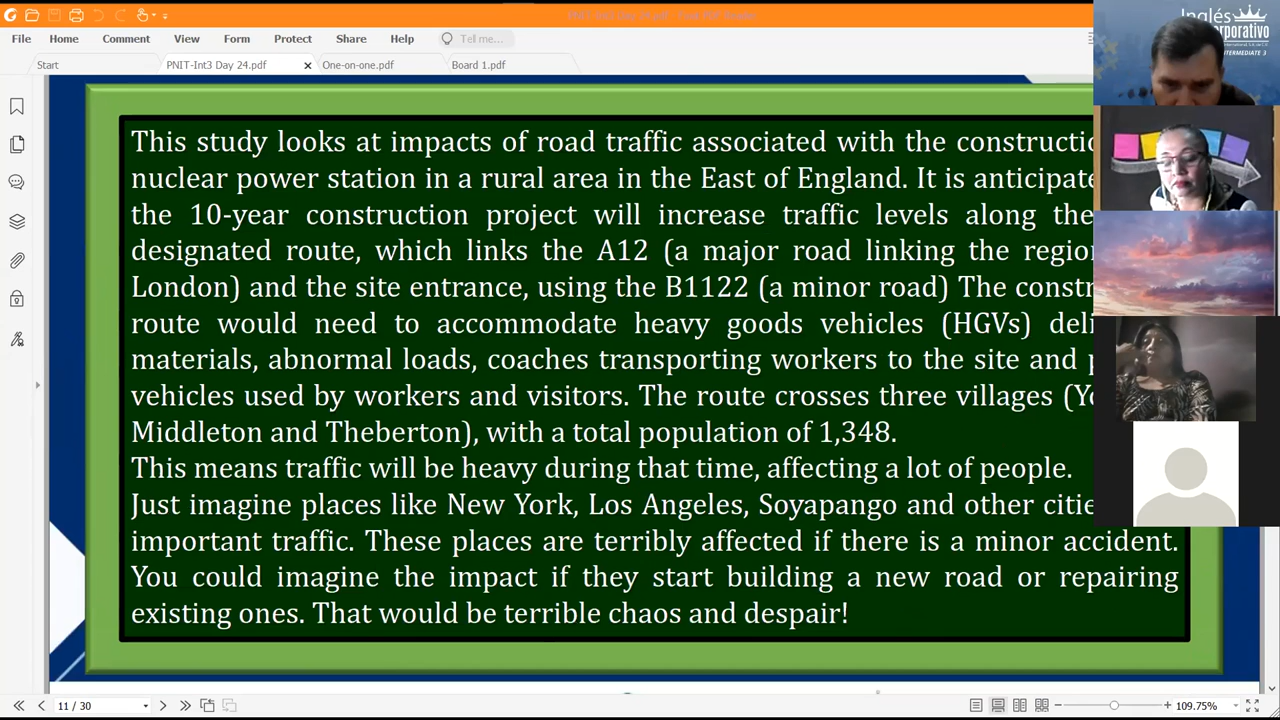 File Home Comment View Form Protect Share Help Tell me...
Start PNIT-Int3 Day 24.pdf One-on-one.pdf Board 1.pdf
Inglés
INTERMEDIATE 3
This study looks at impacts of road traffic associated with the
nuclear power station in a rural area in the East of England. It is
the 10-year construction project will increase traffic levels along the
designated route, which links the A12 (a major road linking the
London) and the site entrance, using the B1122 (a minor road) The
route would need to accommodate heavy goods vehicles (HGVs)
materials, abnormal loads, coaches transporting workers to the site and
vehicles used by workers and visitors. The route crosses three villages
Middleton and Theberton), with a total population of 1,348.
This means traffic will be heavy during that time, affecting a lot of people.
Just imagine places like New York, Los Angeles, Soyapango and other
important traffic. These places are terribly affected if there is a minor accident.
You could imagine the impact if they start building a new road or repairing
existing ones. That would be terrible chaos and despair!
11 / 30 109.75%